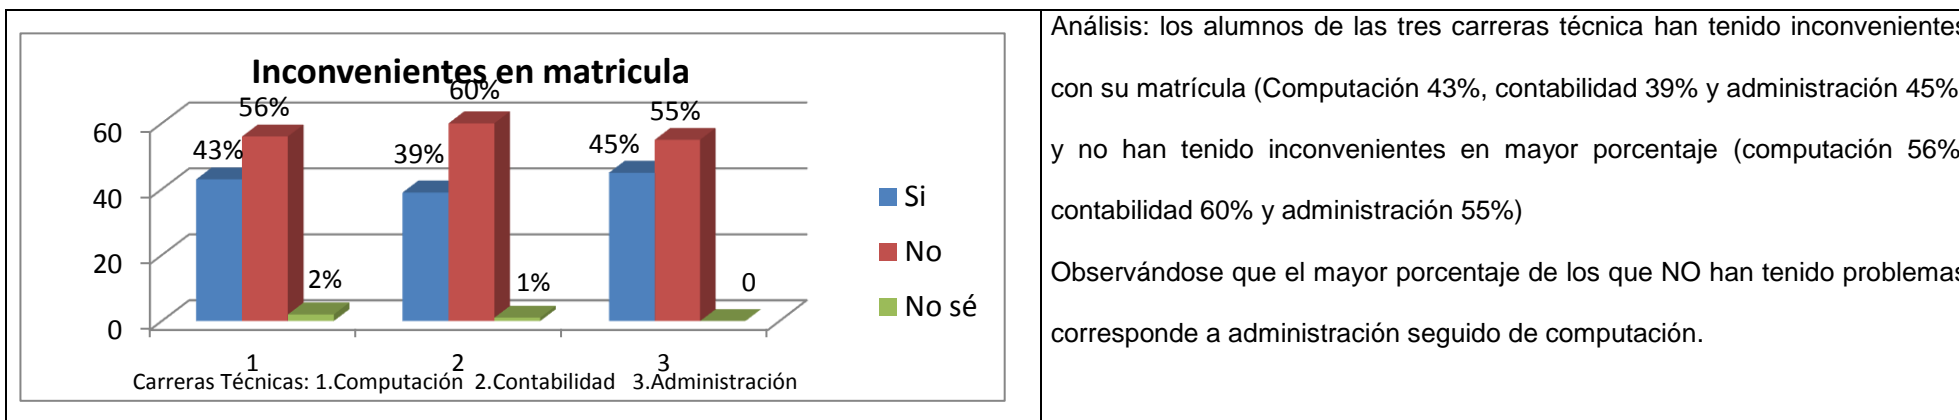 Inconvenientes en matricula
60
40
20
0
43%
56%
2%
39%
60%
1%
45%
55%
0
Si
No
No sé
1 2 3
Carreras Técnicas: 1.Computación 2.Contabilidad 3.Administración
Análisis: los alumnos de las tres carreras técnica han tenido inconvenientes
con su matrícula (Computación 43%, contabilidad 39% y administración 45%
y no han tenido inconvenientes en mayor porcentaje (computación 56%
contabilidad 60% y administración 55%)
Observándose que el mayor porcentaje de los que NO han tenido problemas
corresponde a administración seguido de computación.